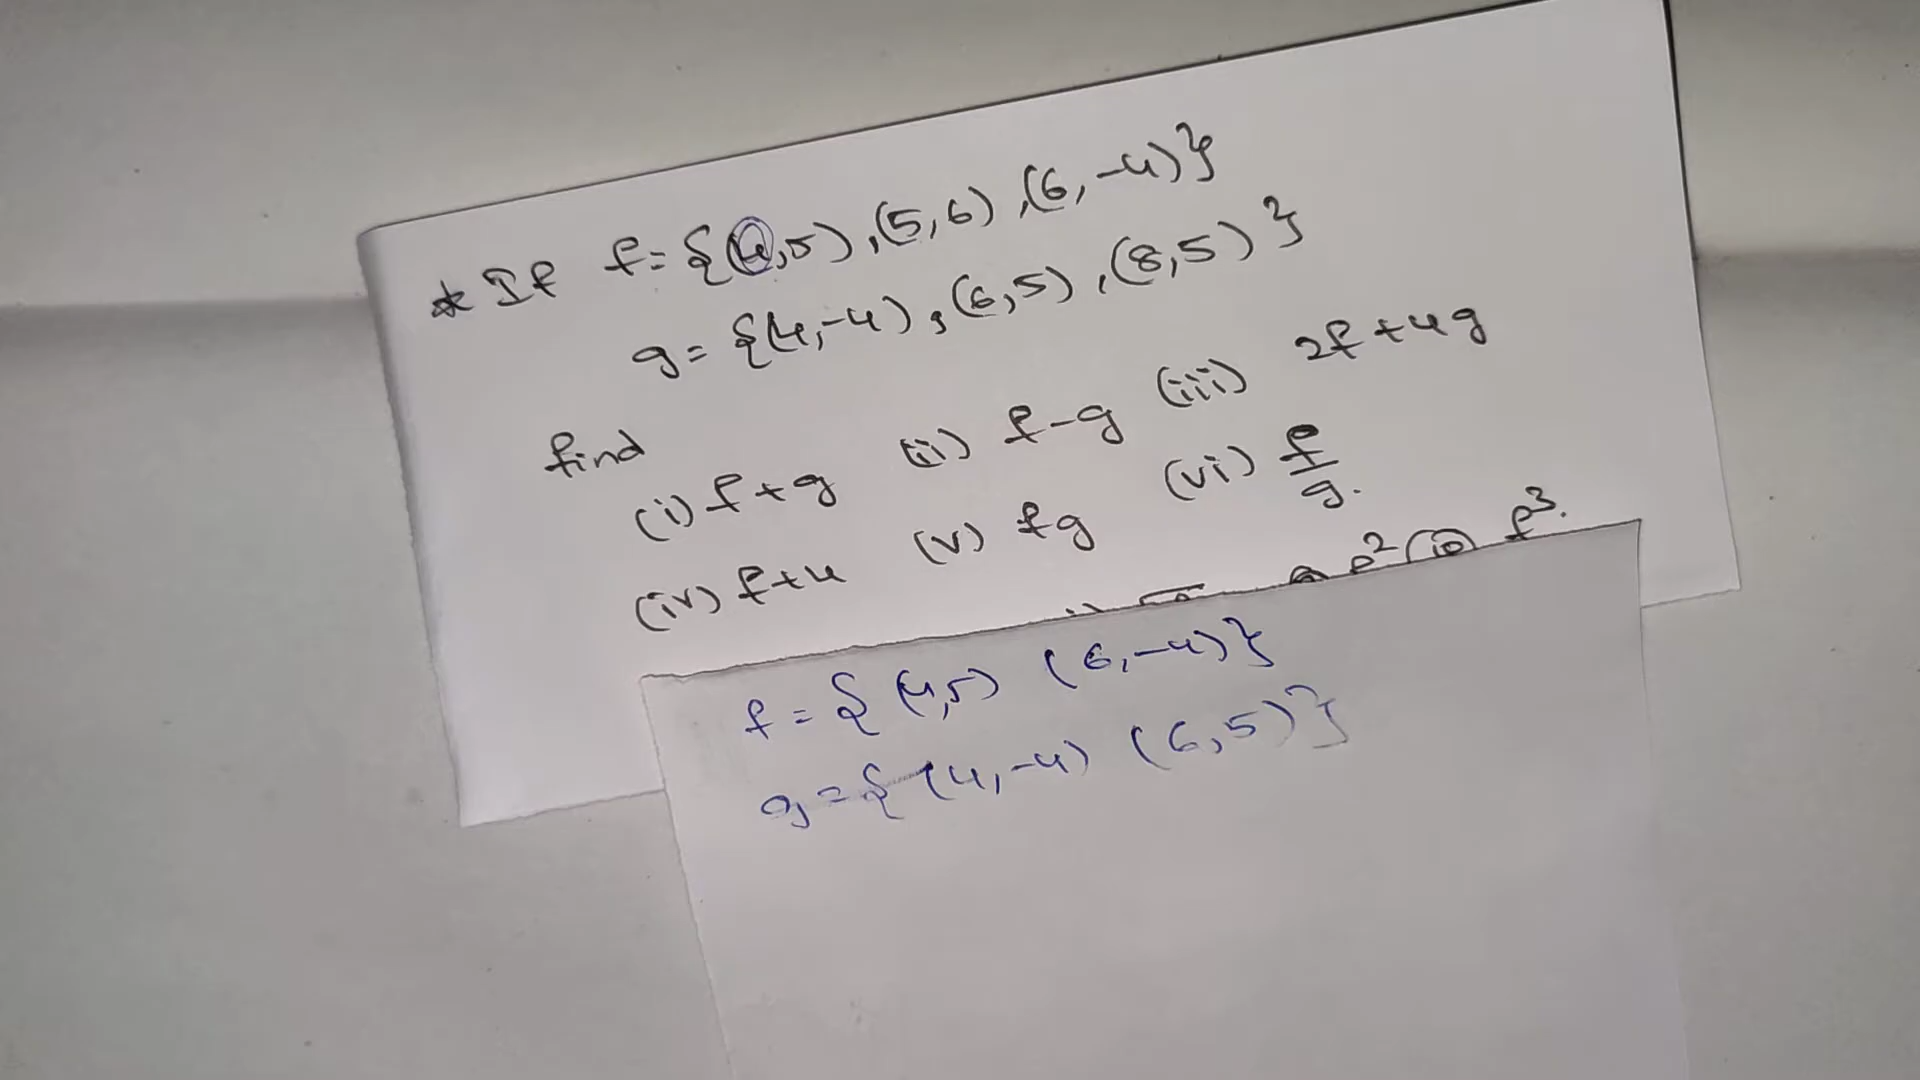 * If f = {(4,5), (5,6), (6,-4)}
g = {(4,-4), (6,5), (8,5)}
find
(i) f+g (ii) f-g (iii) 2f+4g
(iv) f+4 (v) fg (vi) f/g.
f² f³.
f = {(4,5) (6,-4)}
g = {(4,-4) (6,5)}